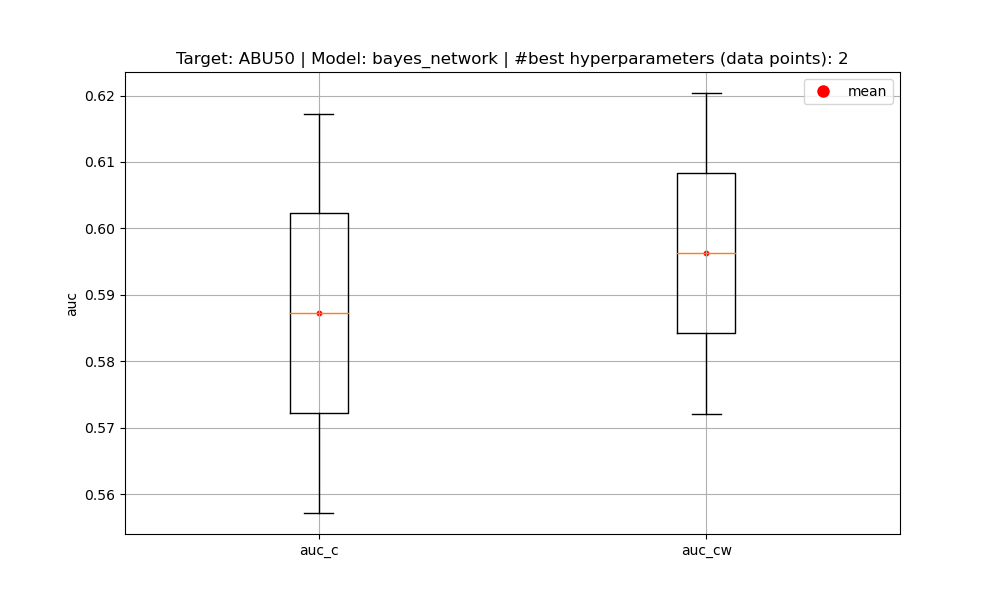 Target: ABU50 | Model: bayes_network | #best hyperparameters (data points): 2
mean
0.62
0.61
0.60
0.59
0.58
0.57
0.56
auc
auc_c
auc_cw